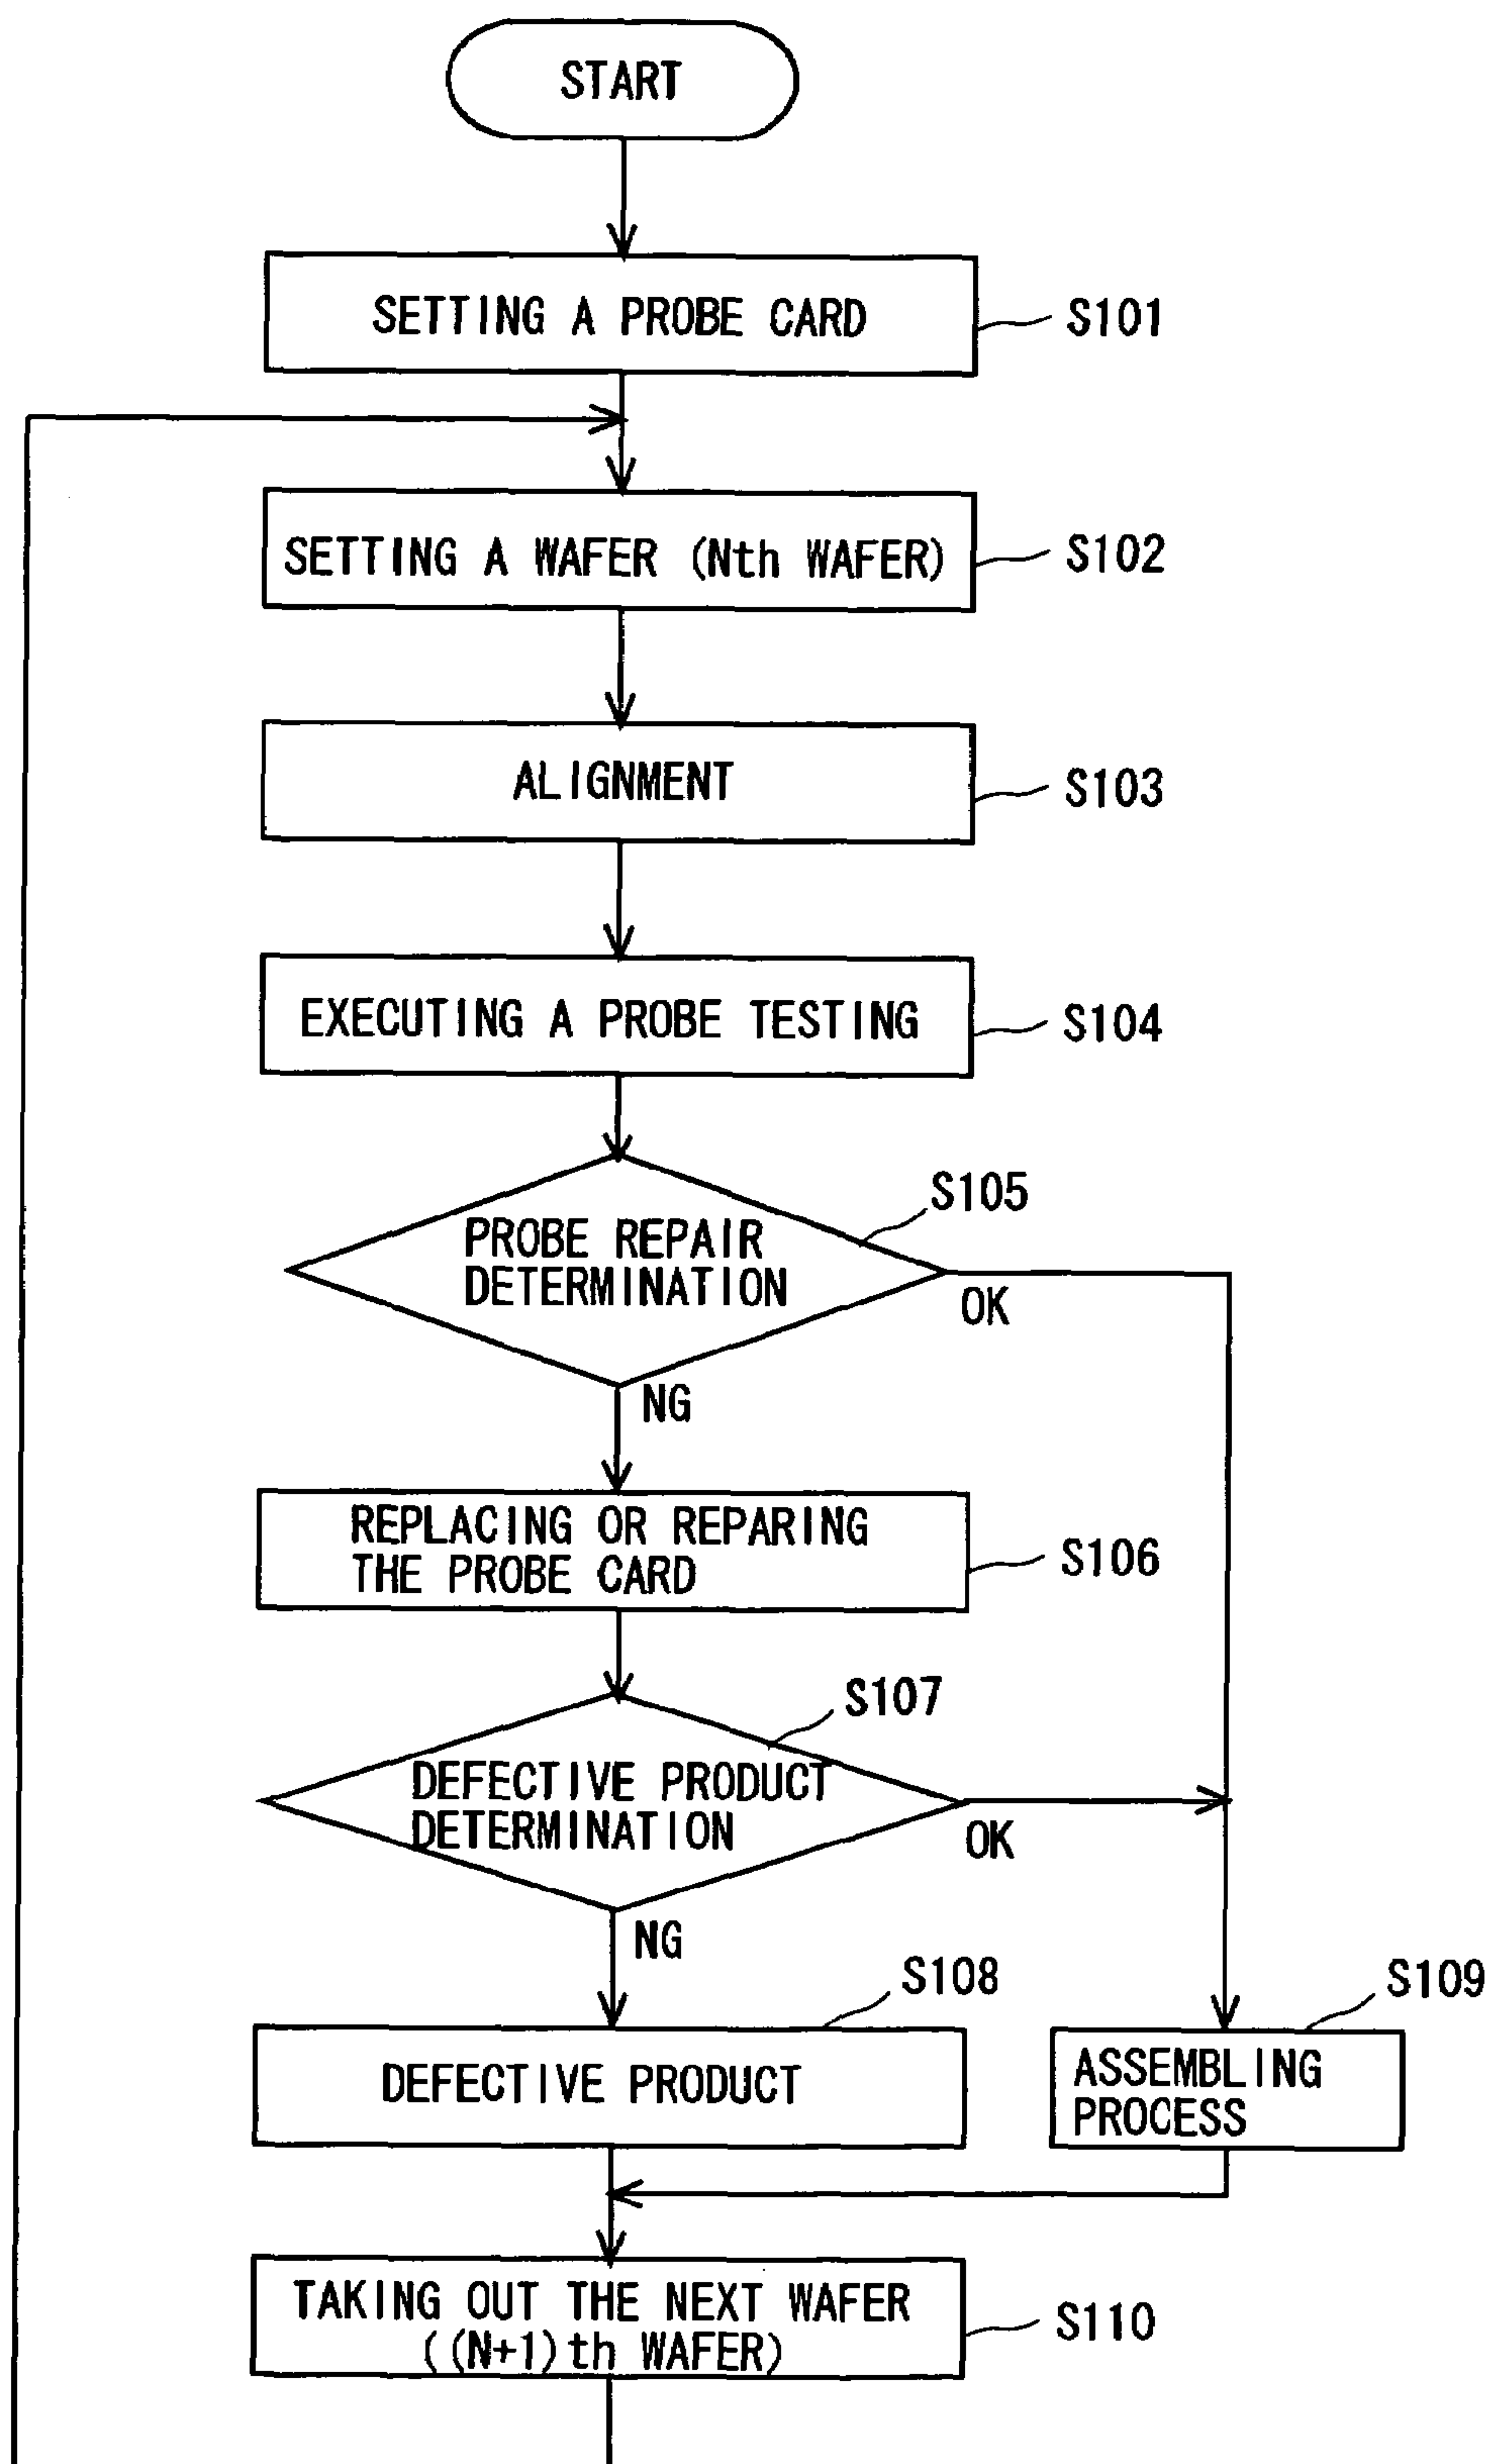 START
SETTING A PROBE CARD
S101
SETTING A WAFER (Nth WAFER)
S102
ALIGNMENT
S103
EXECUTING A PROBE TESTING
S104
S105
PROBE REPAIR
DETERMINATION
OK
NG
REPLACING OR REPARING
THE PROBE CARD
S106
S107
DEFECTIVE PRODUCT
DETERMINATION
OK
NG
S108
S109
DEFECTIVE PRODUCT
ASSEMBLING
PROCESS
TAKING OUT THE NEXT WAFER
((N+1)th WAFER)
S110